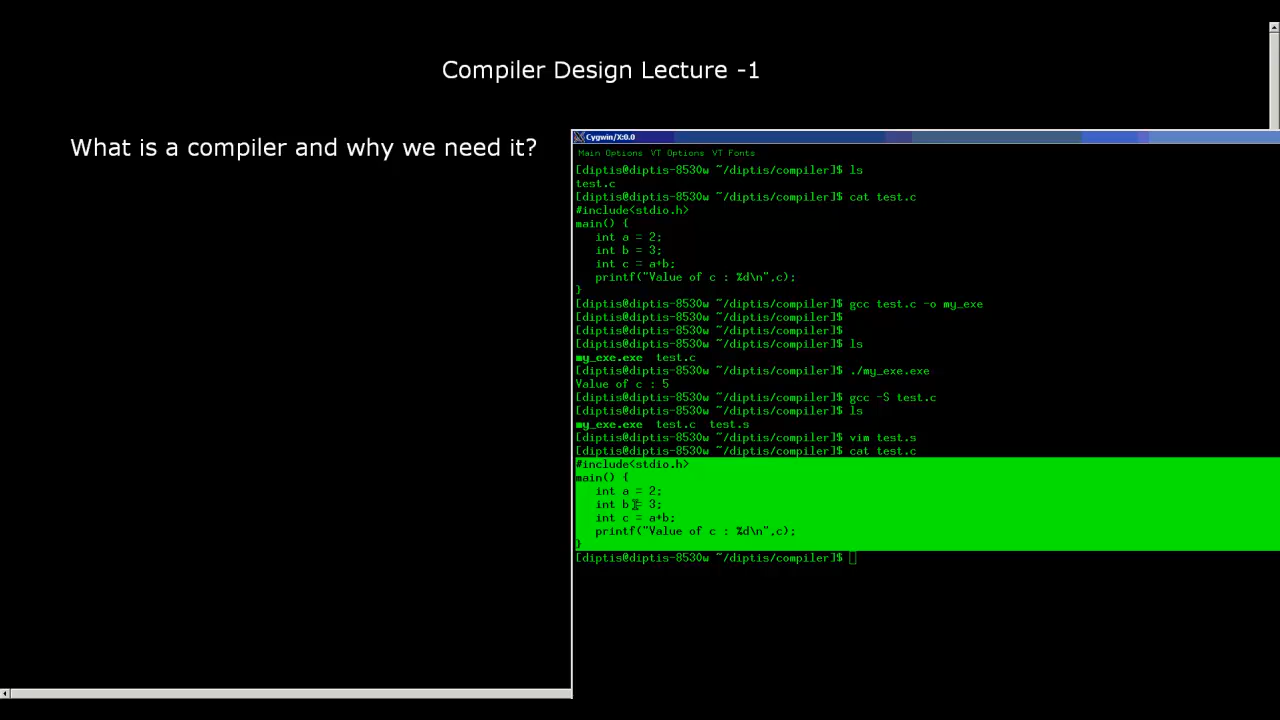 Compiler Design Lecture -1
What is a compiler and why we need it?
Cygwin/X:0.0
Main Options VT Options VT Fonts
[diptis@diptis-8530w ~/diptis/compiler]$ ls
test.c
[diptis@diptis-8530w ~/diptis/compiler]$ cat test.c
#include<stdio.h>
main() {
   int a = 2;
   int b = 3;
   int c = a+b;
   printf("Value of c : %d\n",c);
}
[diptis@diptis-8530w ~/diptis/compiler]$ gcc test.c -o my_exe
[diptis@diptis-8530w ~/diptis/compiler]$
[diptis@diptis-8530w ~/diptis/compiler]$
[diptis@diptis-8530w ~/diptis/compiler]$ ls
my_exe.exe  test.c
[diptis@diptis-8530w ~/diptis/compiler]$ ./my_exe.exe
Value of c : 5
[diptis@diptis-8530w ~/diptis/compiler]$ gcc -S test.c
[diptis@diptis-8530w ~/diptis/compiler]$ ls
my_exe.exe  test.c  test.s
[diptis@diptis-8530w ~/diptis/compiler]$ vim test.s
[diptis@diptis-8530w ~/diptis/compiler]$ cat test.c
#include<stdio.h>
main() {
   int a = 2;
   int b = 3;
   int c = a+b;
   printf("Value of c : %d\n",c);
}
[diptis@diptis-8530w ~/diptis/compiler]$